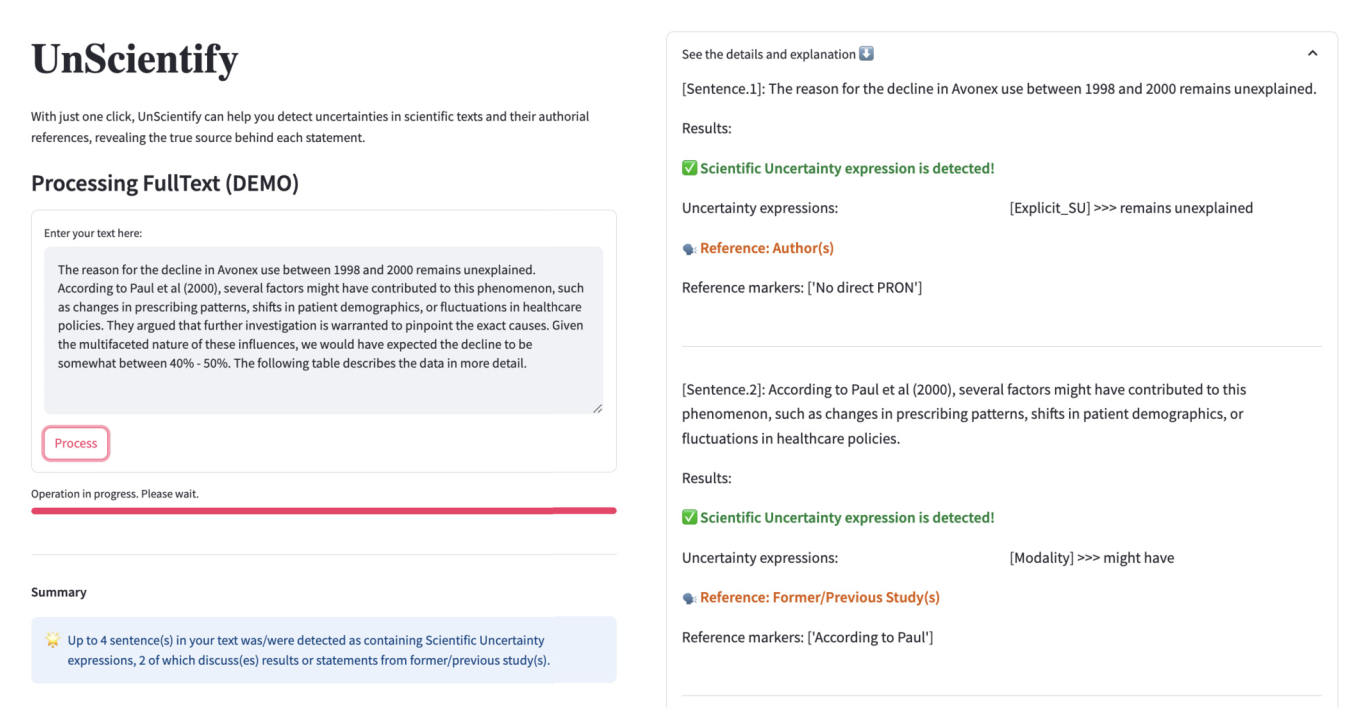 UnScientify
With just one click, UnScientify can help you detect uncertainties in scientific texts and their authorial
references, revealing the true source behind each statement.
Processing FullText (DEMO)
Enter your text here:
The reason for the decline in Avonex use between 1998 and 2000 remains unexplained.
According to Paul et al (2000), several factors might have contributed to this phenomenon, such
as changes in prescribing patterns, shifts in patient demographics, or fluctuations in healthcare
policies. They argued that further investigation is warranted to pinpoint the exact causes. Given
the multifaceted nature of these influences, we would have expected the decline to be
somewhat between 40% - 50%. The following table describes the data in more detail.
Process
Operation in progress. Please wait.
Summary
Up to 4 sentence(s) in your text was/were detected as containing Scientific Uncertainty
expressions, 2 of which discuss(es) results or statements from former/previous study(s).
See the details and explanation
[Sentence.1]: The reason for the decline in Avonex use between 1998 and 2000 remains unexplained.
Results:
Scientific Uncertainty expression is detected!
Uncertainty expressions: [Explicit_SU] >>> remains unexplained
Reference: Author(s)
Reference markers: ['No direct PRON']
[Sentence.2]: According to Paul et al (2000), several factors might have contributed to this
phenomenon, such as changes in prescribing patterns, shifts in patient demographics, or
fluctuations in healthcare policies.
Results:
Scientific Uncertainty expression is detected!
Uncertainty expressions: [Modality] >>> might have
Reference: Former/Previous Study(s)
Reference markers: ['According to Paul']